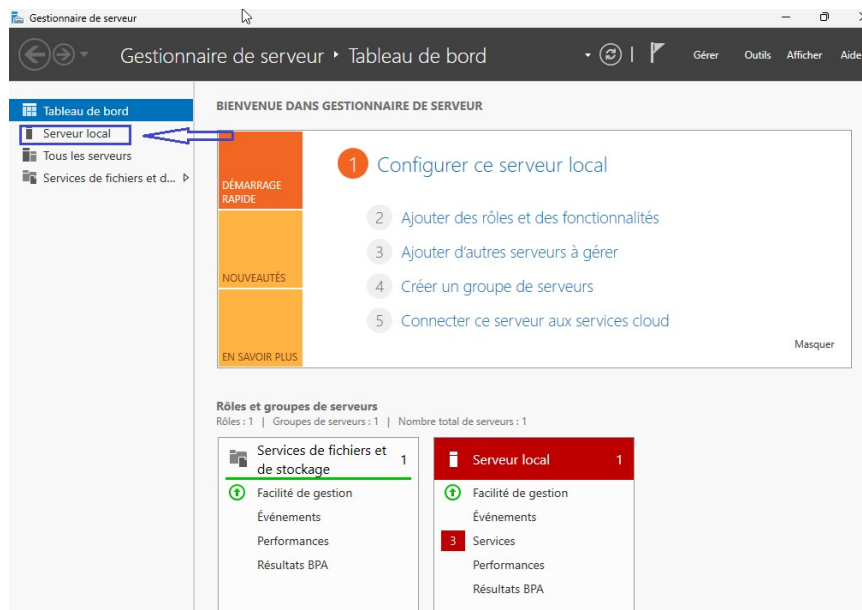 Gestionnaire de serveur
Gestionnaire de serveur ‣ Tableau de bord
Gérer Outils Afficher Aide
Tableau de bord
Serveur local
Tous les serveurs
Services de fichiers et d...
BIENVENUE DANS GESTIONNAIRE DE SERVEUR
DÉMARRAGE
RAPIDE
NOUVEAUTÉS
EN SAVOIR PLUS
1 Configurer ce serveur local
2 Ajouter des rôles et des fonctionnalités
3 Ajouter d'autres serveurs à gérer
4 Créer un groupe de serveurs
5 Connecter ce serveur aux services cloud
Masquer
Rôles et groupes de serveurs
Rôles : 1 | Groupes de serveurs : 1 | Nombre total de serveurs : 1
Services de fichiers et
de stockage
1
Facilité de gestion
Événements
Performances
Résultats BPA
Serveur local 1
Facilité de gestion
Événements
3 Services
Performances
Résultats BPA